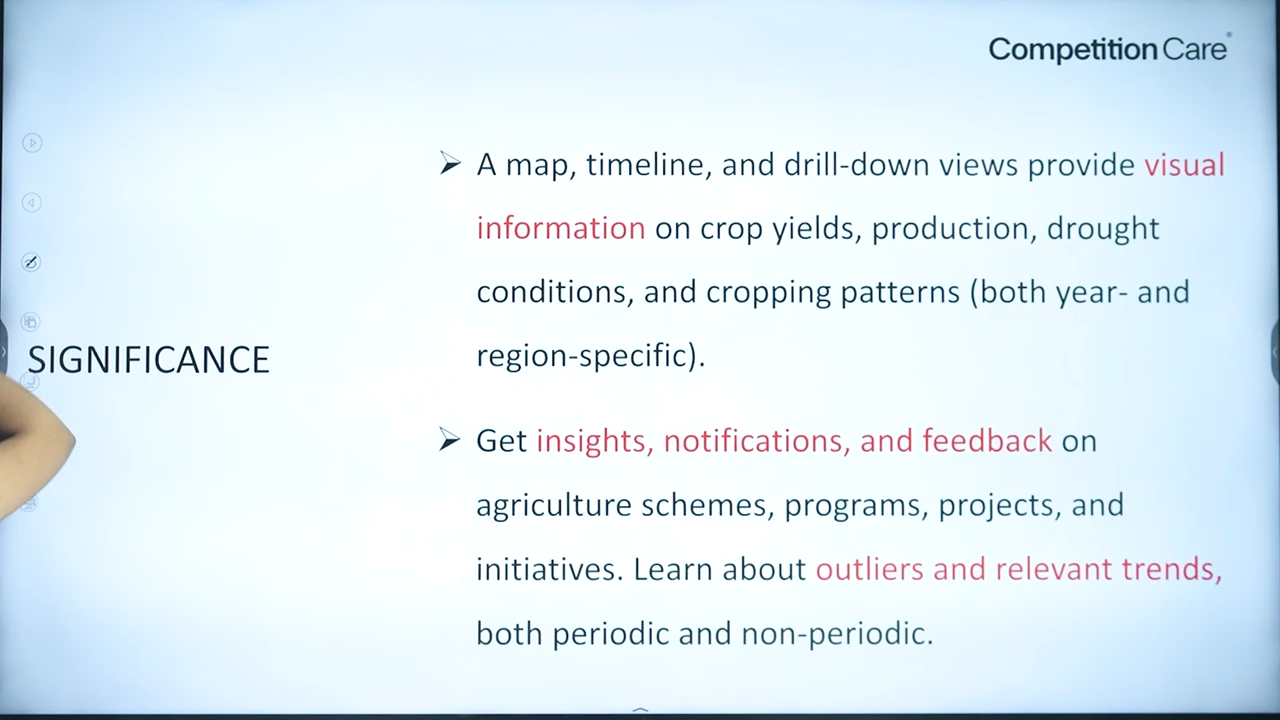 Competition Care
A map, timeline, and drill-down views provide visual
information on crop yields, production, drought
conditions, and cropping patterns (both year- and
region-specific).
SIGNIFICANCE
Get insights, notifications, and feedback on
agriculture schemes, programs, projects, and
initiatives. Learn about outliers and relevant trends,
both periodic and non-periodic.